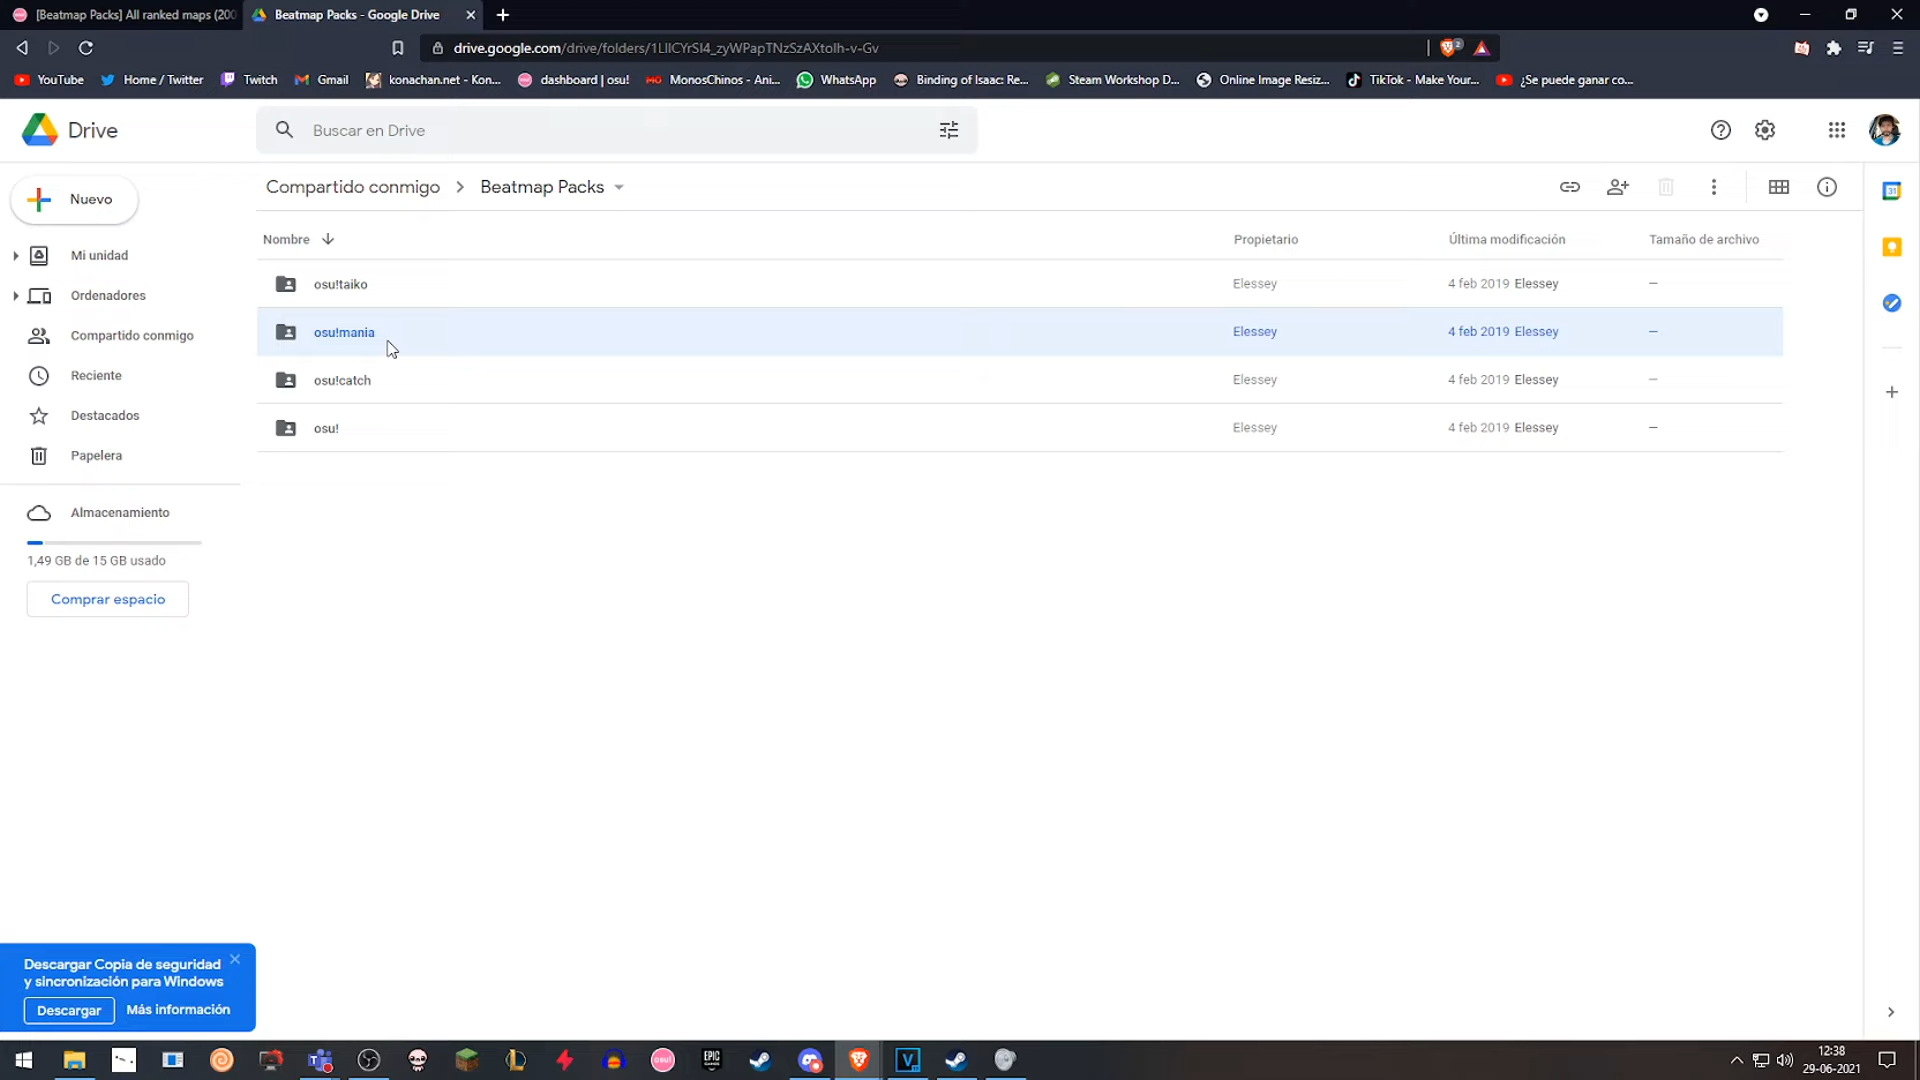 [Beatmap Packs] All ranked maps (200
Beatmap Packs - Google Drive
drive.google.com/drive/folders/1LlICYrSI4_zyWPapTNzSzAXtolh-v-Gv
2
YouTube
Home / Twitter
Twitch
Gmail
konachan.net - Kon...
dashboard | osu!
MonosChinos - Ani...
WhatsApp
Binding of Isaac: Re...
Steam Workshop D...
Online Image Resiz...
TikTok - Make Your...
¿Se puede ganar co...
Drive
Buscar en Drive
Nuevo
Compartido conmigo
Beatmap Packs
31
Nombre
Propietario
Última modificación
Tamaño de archivo
Mi unidad
osu!taiko
Elessey
4 feb 2019 Elessey
—
Ordenadores
osu!mania
Elessey
4 feb 2019 Elessey
—
Compartido conmigo
Reciente
osu!catch
Elessey
4 feb 2019 Elessey
—
Destacados
osu!
Elessey
4 feb 2019 Elessey
—
Papelera
Almacenamiento
1,49 GB de 15 GB usado
Comprar espacio
Descargar Copia de seguridad
y sincronización para Windows
Descargar
Más información
osu!
EPIC
GAMES
V
12:38
29-06-2021